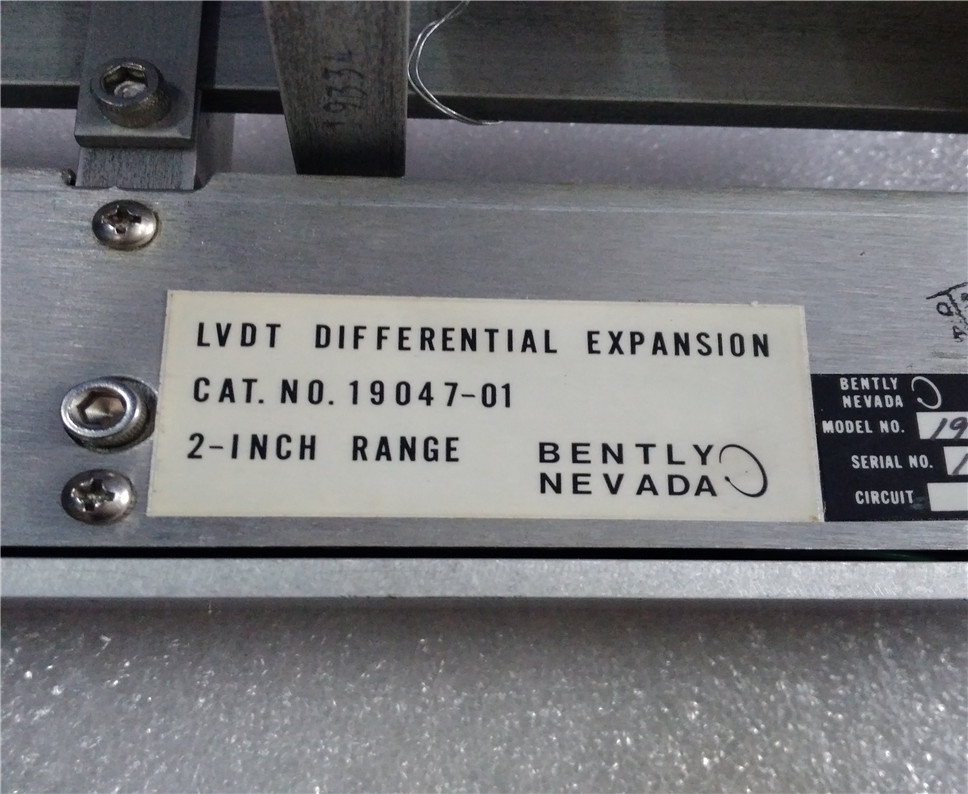 19334
LVDT DIFFERENTIAL EXPANSION
CAT. NO. 19047-01
2-INCH RANGE
BENTLY
NEVADA
BENTLY
NEVADA
MODEL NO. 19
SERIAL NO.
CIRCUIT